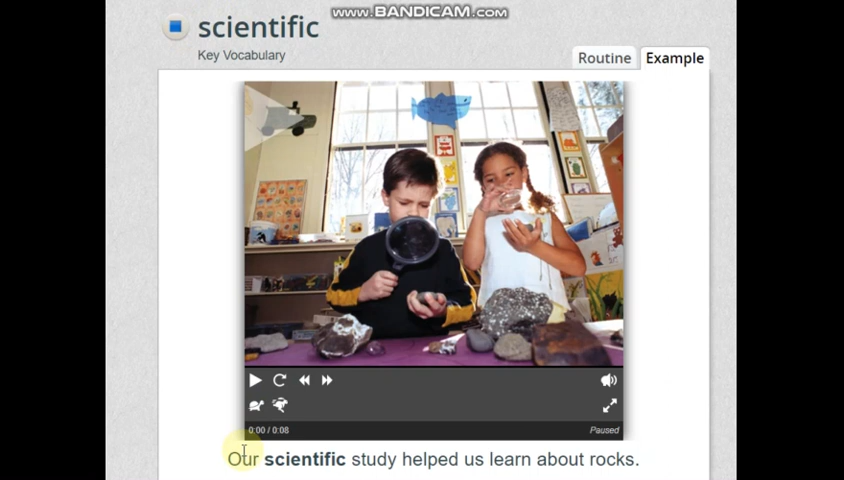 WWW.BANDICAM.COM
scientific
Key Vocabulary
Routine
Example
0:00 / 0:08
Paused
Our scientific study helped us learn about rocks.